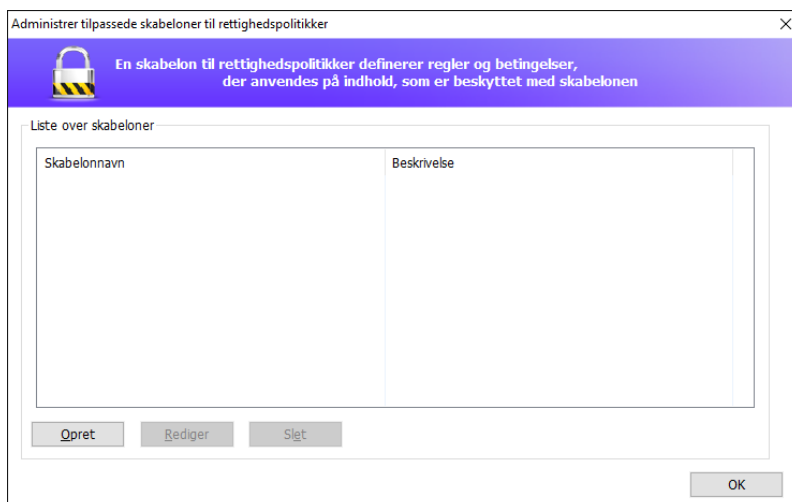 Administrer tilpassede skabeloner til rettighedspolitikker
En skabelon til rettighedspolitikker definerer regler og betingelser,
der anvendes på indhold, som er beskyttet med skabelonen
Liste over skabeloner
Skabelonnavn
Beskrivelse
Opret
Rediger
Slet
OK